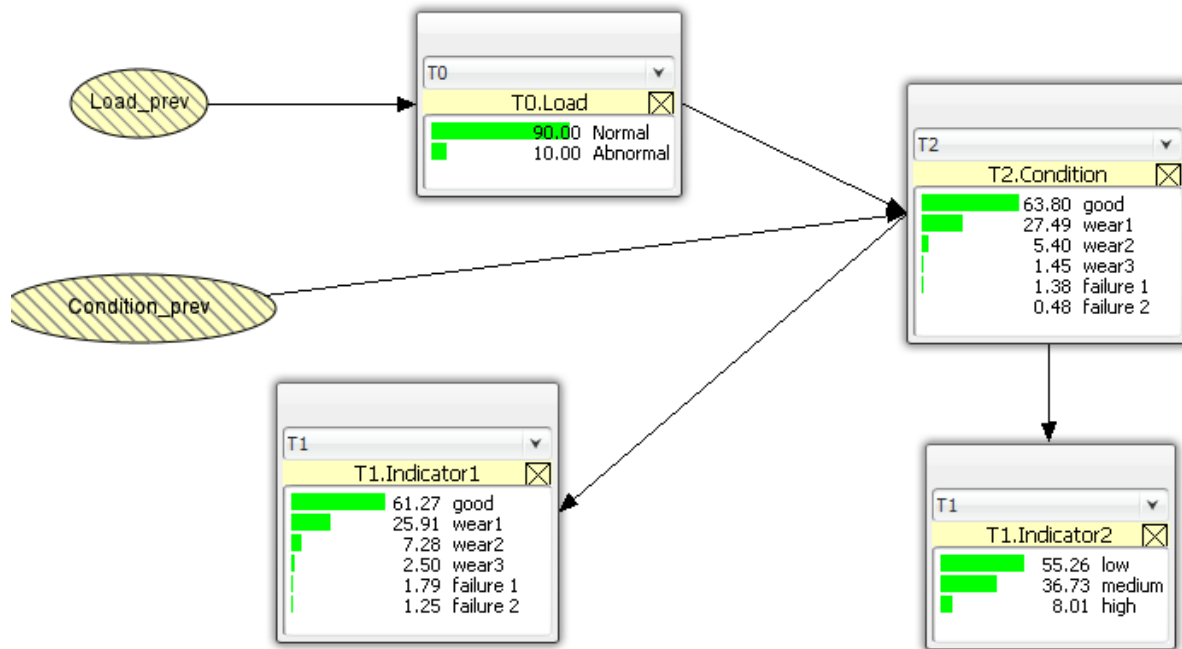 Load_prev
T0
T0.Load
90.00 Normal
10.00 Abnormal
T2
T2.Condition
63.80 good
27.49 wear1
5.40 wear2
1.45 wear3
1.38 failure 1
0.48 failure 2
Condition_prev
T1
T1.Indicator1
61.27 good
25.91 wear1
7.28 wear2
2.50 wear3
1.79 failure 1
1.25 failure 2
T1
T1.Indicator2
55.26 low
36.73 medium
8.01 high